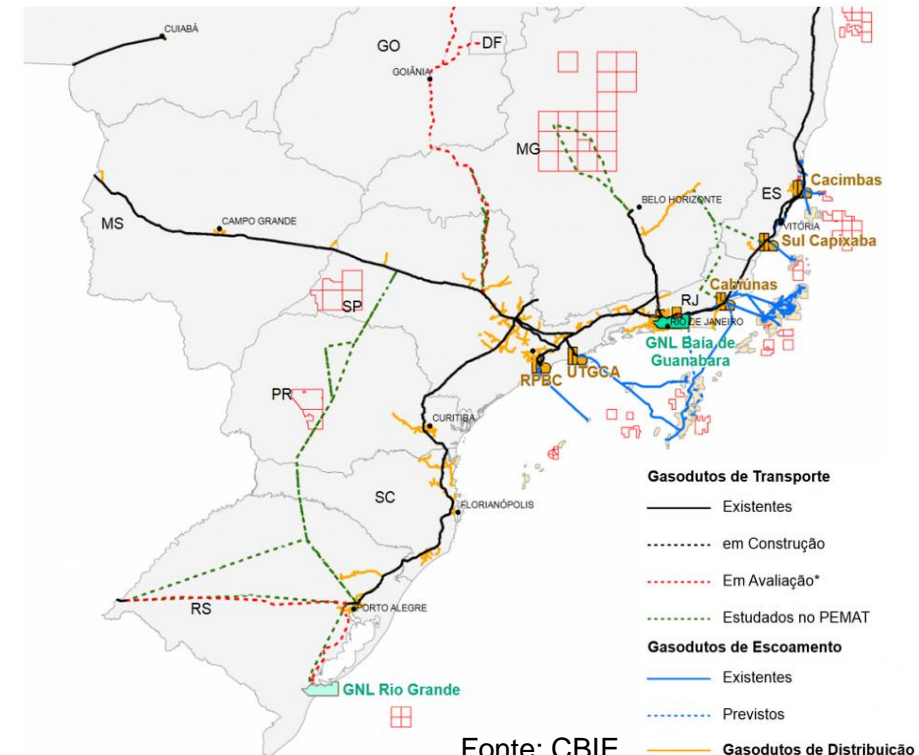 CUIABÁ
GO
DF
GOIÂNIA
MG
BELO HORIZONTE
ES
Cacimbas
VITÓRIA
Sul Capixaba
MS
CAMPO GRANDE
Cabiúnas
RJ
RIO DE JANEIRO
SP
GNL Baía de
Guanabara
RPBC
UTGCA
PR
CURITIBA
SC
FLORIANÓPOLIS
RS
PORTO ALEGRE
GNL Rio Grande
Gasodutos de Transporte
Existentes
em Construção
Em Avaliação*
Estudados no PEMAT
Gasodutos de Escoamento
Existentes
Previstos
Gasodutos de Distribuição
Fonte: CBIE